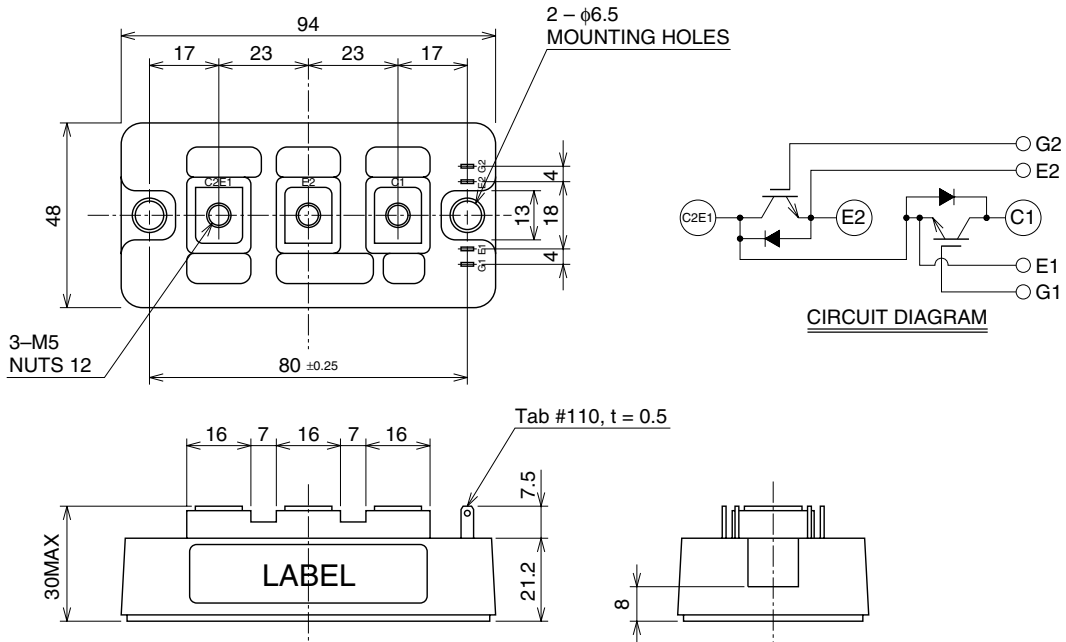 94
2 – φ6.5
MOUNTING HOLES
17
23
23
17
48
C2E1
E2
C1
G2
E2
E1
G1
4
13
18
4
3–M5
NUTS 12
80 ±0.25
G2
E2
C2E1
E2
C1
E1
G1
CIRCUIT DIAGRAM
16
7
16
7
16
Tab #110, t = 0.5
7.5
30MAX
LABEL
21.2
8